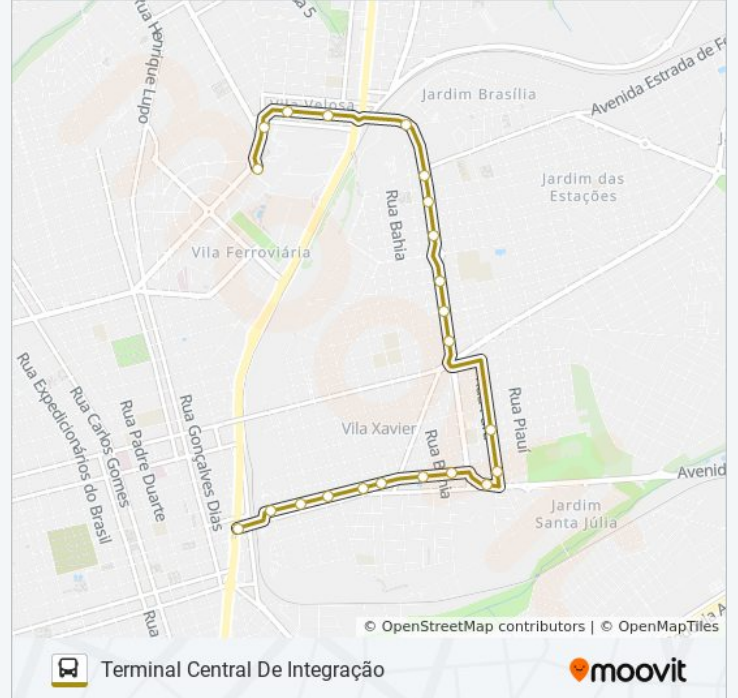 Rua Henrique Lupo
a 5
Vila Velosa
Jardim Brasília
Avenida Estrada de Fe
J
Jardim das
Estações
Rua Bahia
Vila Ferroviária
Rua Expedicionários do Brasil
Rua Carlos Gomes
Rua Padre Duarte
Rua Gonçalves Dias
Vila Xavier
Rua Piauí
Rua Bahia
Avenid
Jardim
Santa Júlia
Rua
a A
© OpenStreetMap contributors | © OpenMapTiles
Terminal Central De Integração
moovit